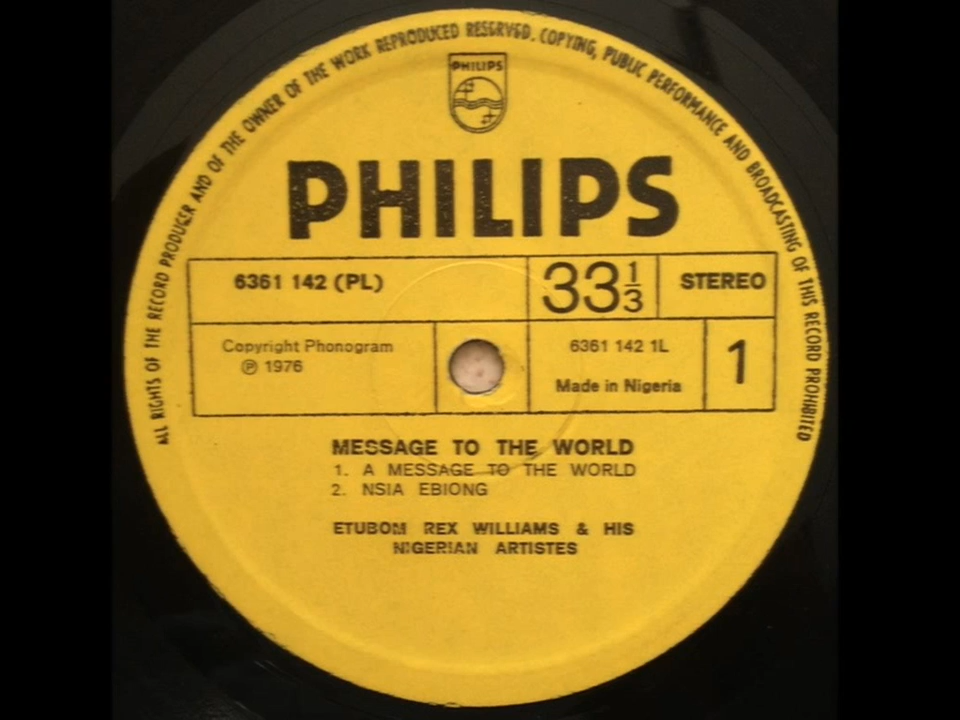 ALL RIGHTS OF THE RECORD PRODUCER AND OF THE OWNER OF THE WORK REPRODUCED RESERVED. COPYING, PUBLIC PERFORMANCE AND BROADCASTING OF THIS RECORD PROHIBITED
PHILIPS
PHILIPS
6361 142 (PL)
33 1/3
STEREO
Copyright Phonogram
℗ 1976
6361 142 1L
Made in Nigeria
1
MESSAGE TO THE WORLD
1. A MESSAGE TO THE WORLD
2. NSIA EBIONG
ETUBOM REX WILLIAMS & HIS
NIGERIAN ARTISTES